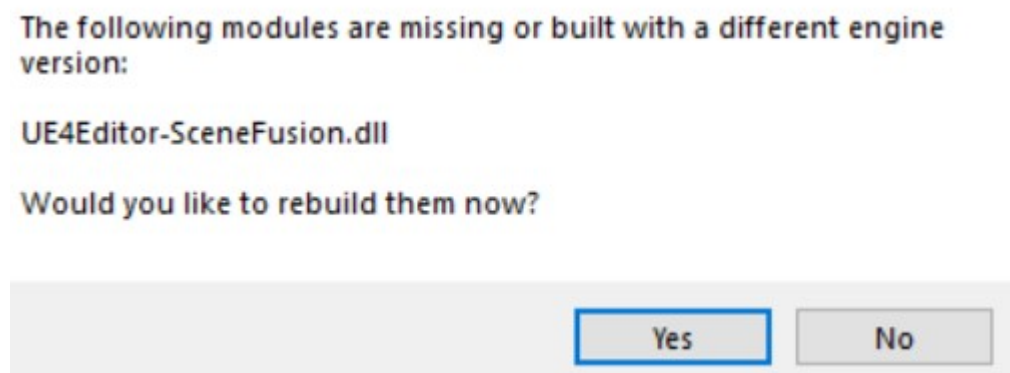 The following modules are missing or built with a different engine
version:
UE4Editor-SceneFusion.dll
Would you like to rebuild them now?
Yes
No